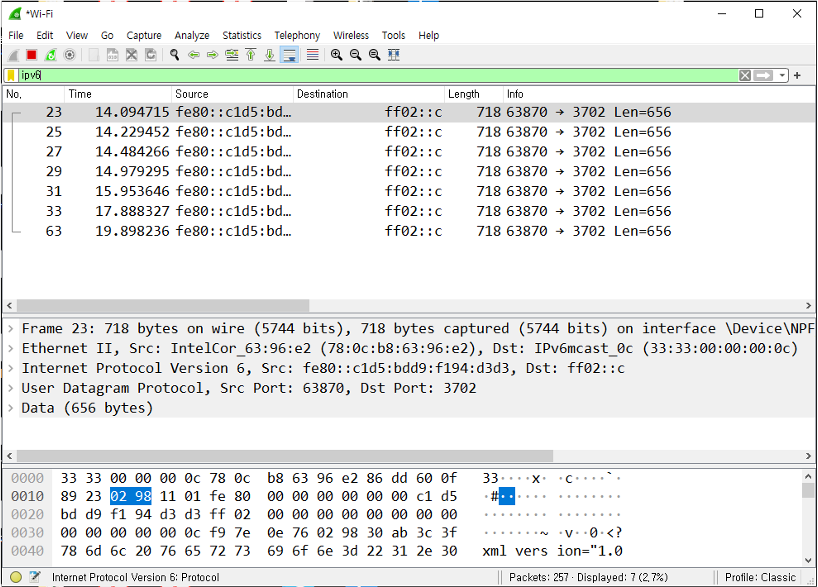 *Wi-Fi
File Edit View Go Capture Analyze Statistics Telephony Wireless Tools Help
ipv6
No. Time Source Destination Length Info
23 14.094715 fe80::c1d5:bd… ff02::c 718 63870 → 3702 Len=656
25 14.229452 fe80::c1d5:bd… ff02::c 718 63870 → 3702 Len=656
27 14.484266 fe80::c1d5:bd… ff02::c 718 63870 → 3702 Len=656
29 14.979295 fe80::c1d5:bd… ff02::c 718 63870 → 3702 Len=656
31 15.953646 fe80::c1d5:bd… ff02::c 718 63870 → 3702 Len=656
33 17.888327 fe80::c1d5:bd… ff02::c 718 63870 → 3702 Len=656
63 19.898236 fe80::c1d5:bd… ff02::c 718 63870 → 3702 Len=656
Frame 23: 718 bytes on wire (5744 bits), 718 bytes captured (5744 bits) on interface \Device\NPF
Ethernet II, Src: IntelCor_63:96:e2 (78:0c:b8:63:96:e2), Dst: IPv6mcast_0c (33:33:00:00:00:0c)
Internet Protocol Version 6, Src: fe80::c1d5:bdd9:f194:d3d3, Dst: ff02::c
User Datagram Protocol, Src Port: 63870, Dst Port: 3702
Data (656 bytes)
0000 33 33 00 00 00 0c 78 0c b8 63 96 e2 86 dd 60 0f 33····x· ·c····`·
0010 89 23 02 98 11 01 fe 80 00 00 00 00 00 00 c1 d5 ·#······ ········
0020 bd d9 f1 94 d3 d3 ff 02 00 00 00 00 00 00 00 00 ········ ········
0030 00 00 00 00 00 0c f9 7e 0e 76 02 98 30 ab 3c 3f ·······~ ·v··0·<?
0040 78 6d 6c 20 76 65 72 73 69 6f 6e 3d 22 31 2e 30 xml vers ion="1.0
Internet Protocol Version 6: Protocol Packets: 257 · Displayed: 7 (2.7%) Profile: Classic